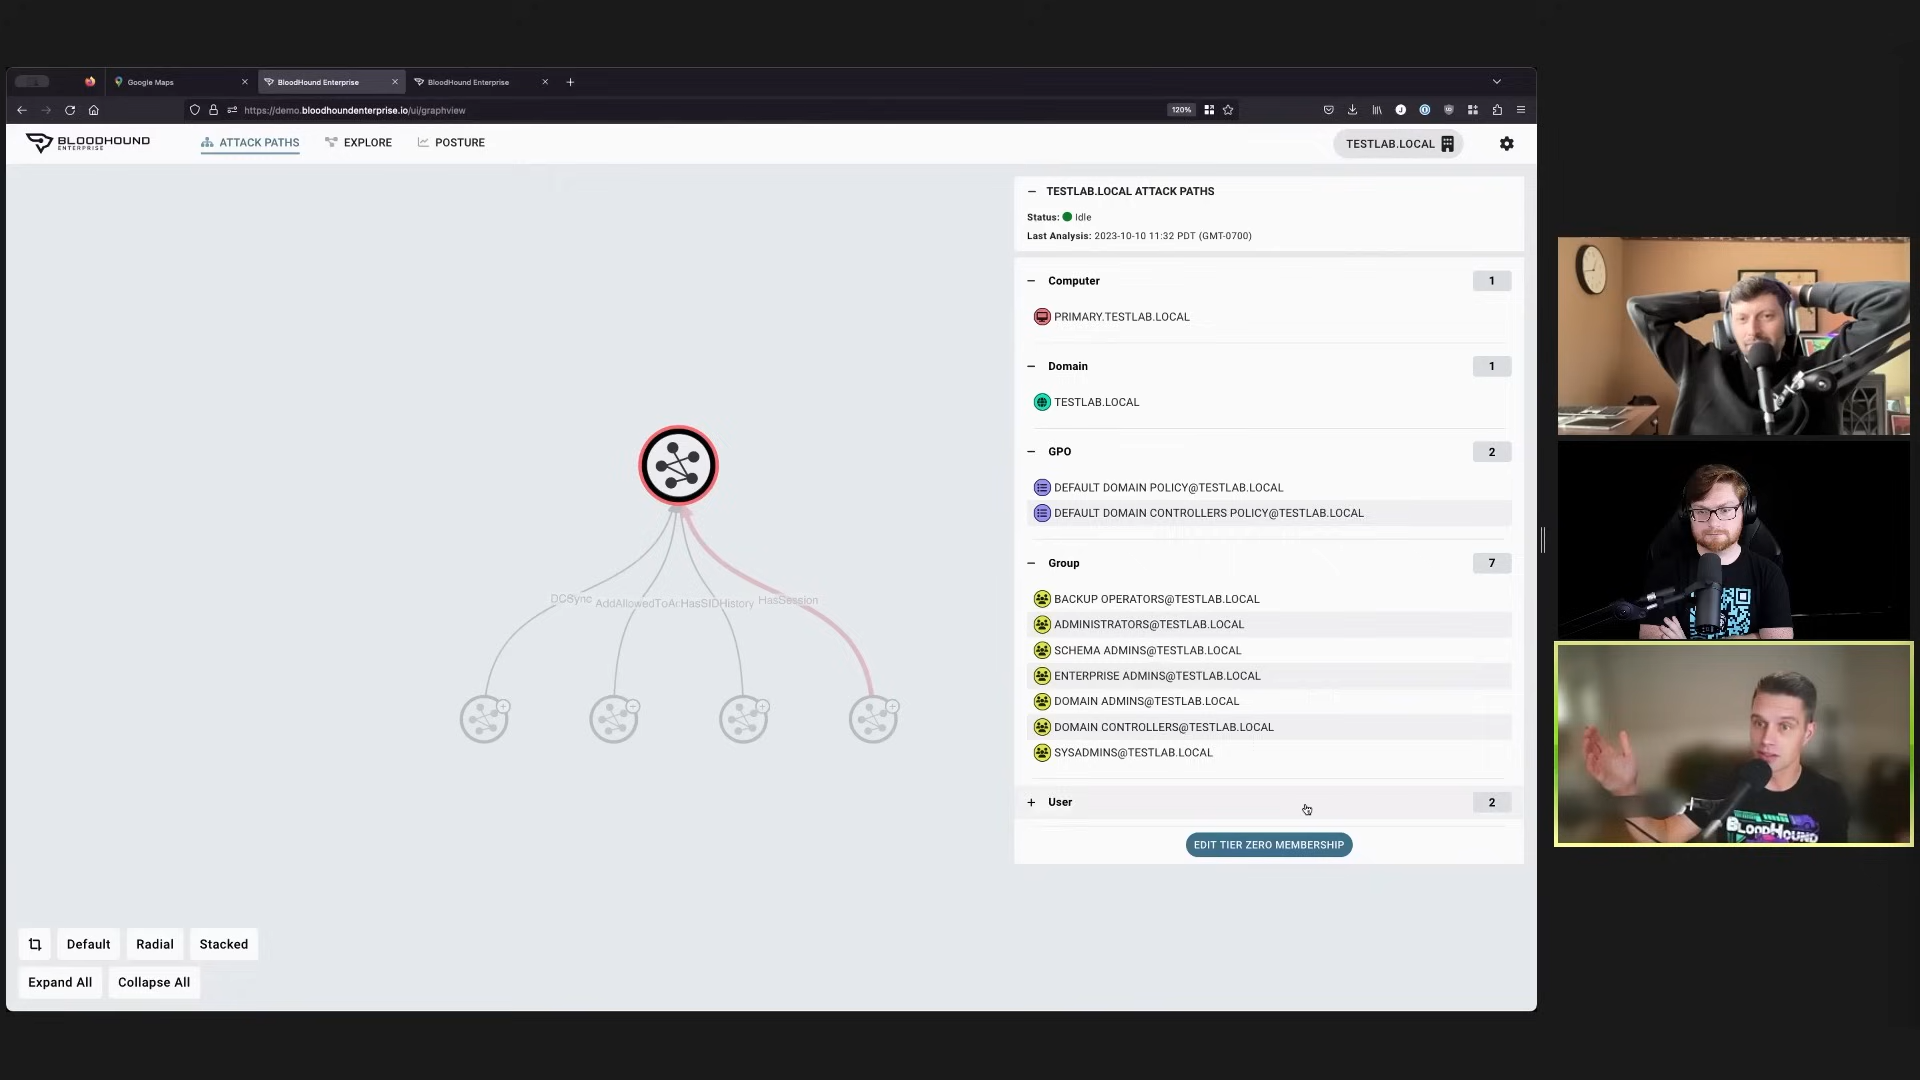 Google Maps
BloodHound Enterprise
BloodHound Enterprise
https://demo.bloodhoundenterprise.io/ui/graphview
120%
BLOODHOUND
ENTERPRISE
ATTACK PATHS
EXPLORE
POSTURE
TESTLAB.LOCAL
TESTLAB.LOCAL ATTACK PATHS
Status: Idle
Last Analysis: 2023-10-10 11:32 PDT (GMT-0700)
Computer 1
PRIMARY.TESTLAB.LOCAL
Domain 1
TESTLAB.LOCAL
GPO 2
DEFAULT DOMAIN POLICY@TESTLAB.LOCAL
DEFAULT DOMAIN CONTROLLERS POLICY@TESTLAB.LOCAL
Group 7
BACKUP OPERATORS@TESTLAB.LOCAL
ADMINISTRATORS@TESTLAB.LOCAL
SCHEMA ADMINS@TESTLAB.LOCAL
ENTERPRISE ADMINS@TESTLAB.LOCAL
DOMAIN ADMINS@TESTLAB.LOCAL
DOMAIN CONTROLLERS@TESTLAB.LOCAL
SYSADMINS@TESTLAB.LOCAL
User 2
EDIT TIER ZERO MEMBERSHIP
DCSync
AddAllowedToAc
HasSIDHistory
HasSession
Default
Radial
Stacked
Expand All
Collapse All
BLOODHOUND